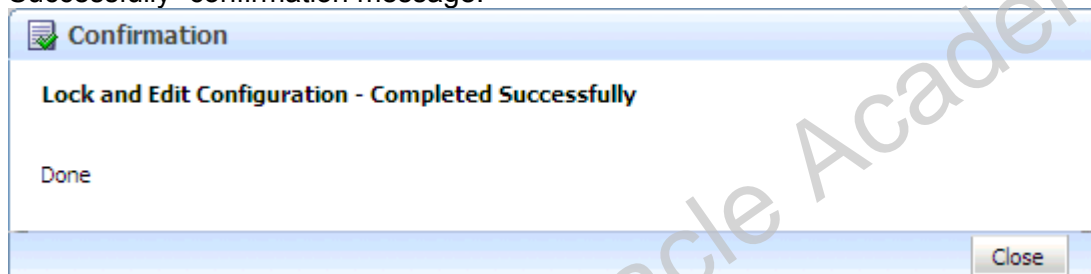 Successfully" confirmation message.
Confirmation
Lock and Edit Configuration - Completed Successfully
Done
Close